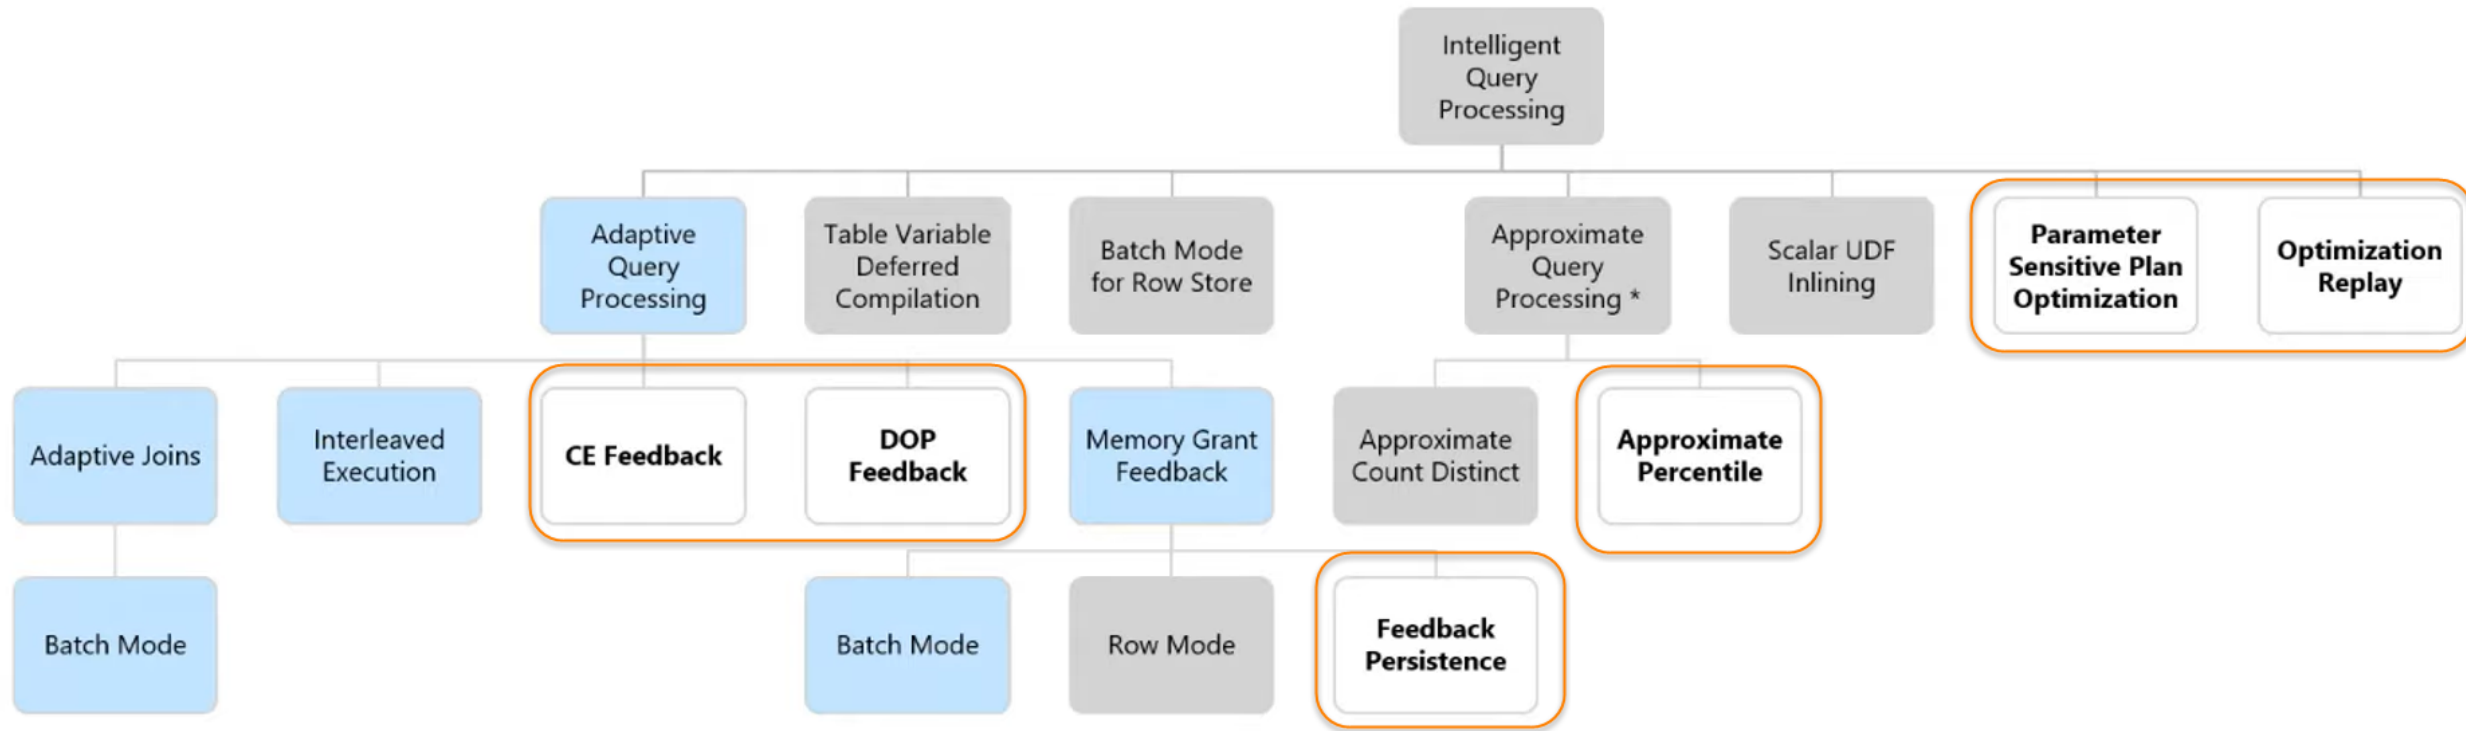 Intelligent
Query
Processing
Adaptive
Query
Processing
Table Variable
Deferred
Compilation
Batch Mode
for Row Store
Approximate
Query
Processing *
Scalar UDF
Inlining
Parameter
Sensitive Plan
Optimization
Optimization
Replay
Adaptive Joins
Interleaved
Execution
CE Feedback
DOP
Feedback
Memory Grant
Feedback
Approximate
Count Distinct
Approximate
Percentile
Batch Mode
Batch Mode
Row Mode
Feedback
Persistence